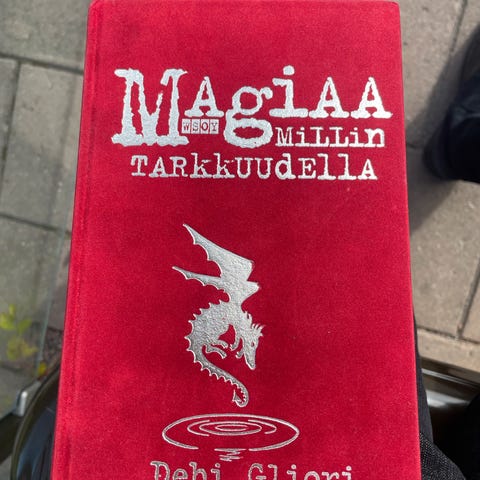 MAgiAA
WSOY
MiLLin
TARkkUUdELLA
Debi Gliori